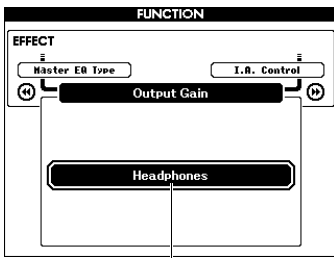 FUNCTION
EFFECT
Master EQ Type
I.A. Control
Output Gain
Headphones